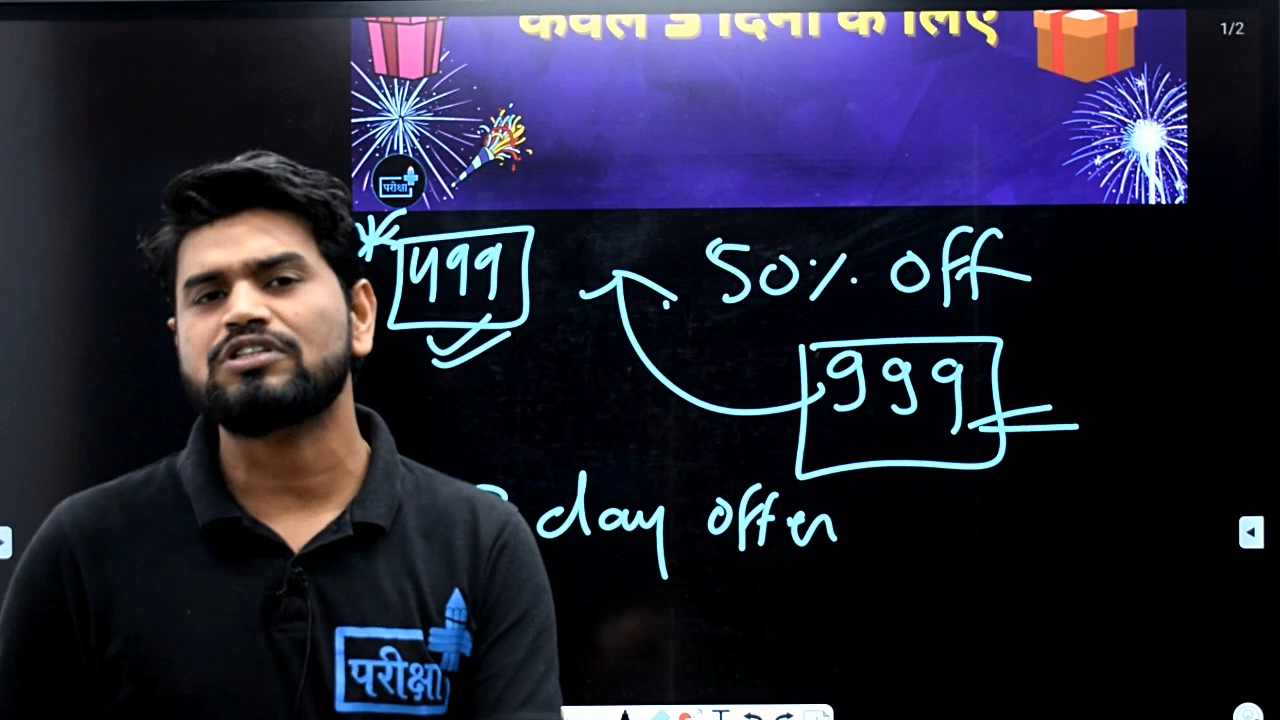 केवल 3 दिनों के लिए
1/2
परीक्षा
499
50% off
999
day offer
परीक्षा